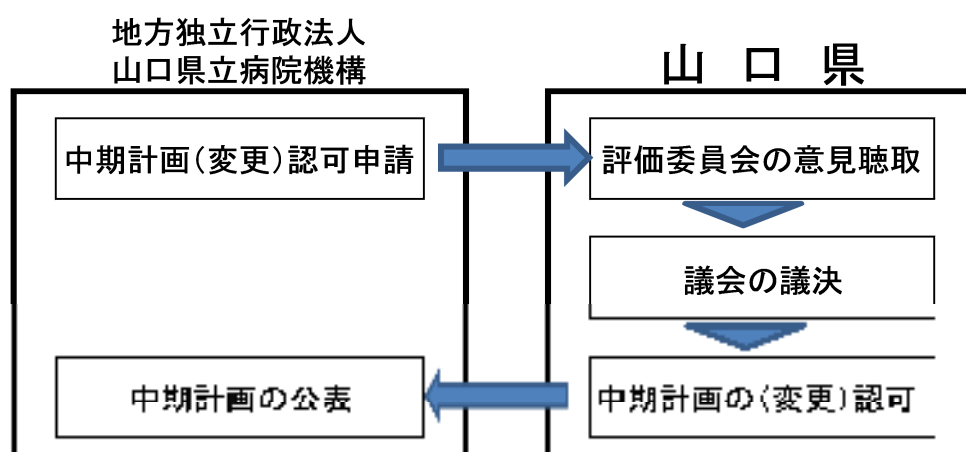 地方独立行政法人
山口県立病院機構
山口県
中期計画(変更)認可申請
評価委員会の意見聴取
議会の議決
中期計画の(変更)認可
中期計画の公表